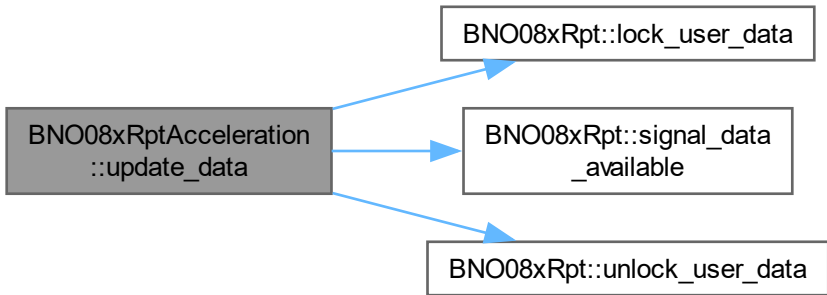 BNO08xRptAcceleration
::update_data
BNO08xRpt::lock_user_data
BNO08xRpt::signal_data
_available
BNO08xRpt::unlock_user_data